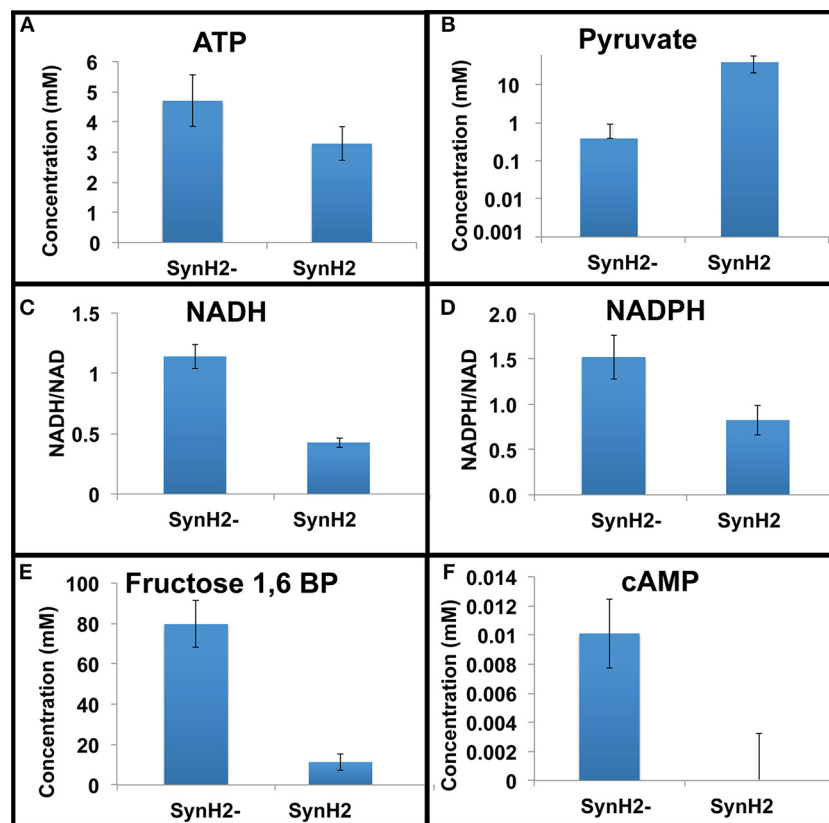 A
ATP
Concentration (mM)
6
5
4
3
2
1
0
SynH2- SynH2
B
Pyruvate
Concentration (mM)
10
1
0.1
0.01
0.001
SynH2- SynH2
C
NADH
NADH/NAD
1.5
1
0.5
0
SynH2- SynH2
D
NADPH
NADPH/NAD
2.0
1.5
1.0
0.5
0.0
SynH2- SynH2
E
Fructose 1,6 BP
Concentration (mM)
100
80
60
40
20
0
SynH2- SynH2
F
cAMP
Concentration (mM)
0.014
0.012
0.01
0.008
0.006
0.004
0.002
0
SynH2- SynH2